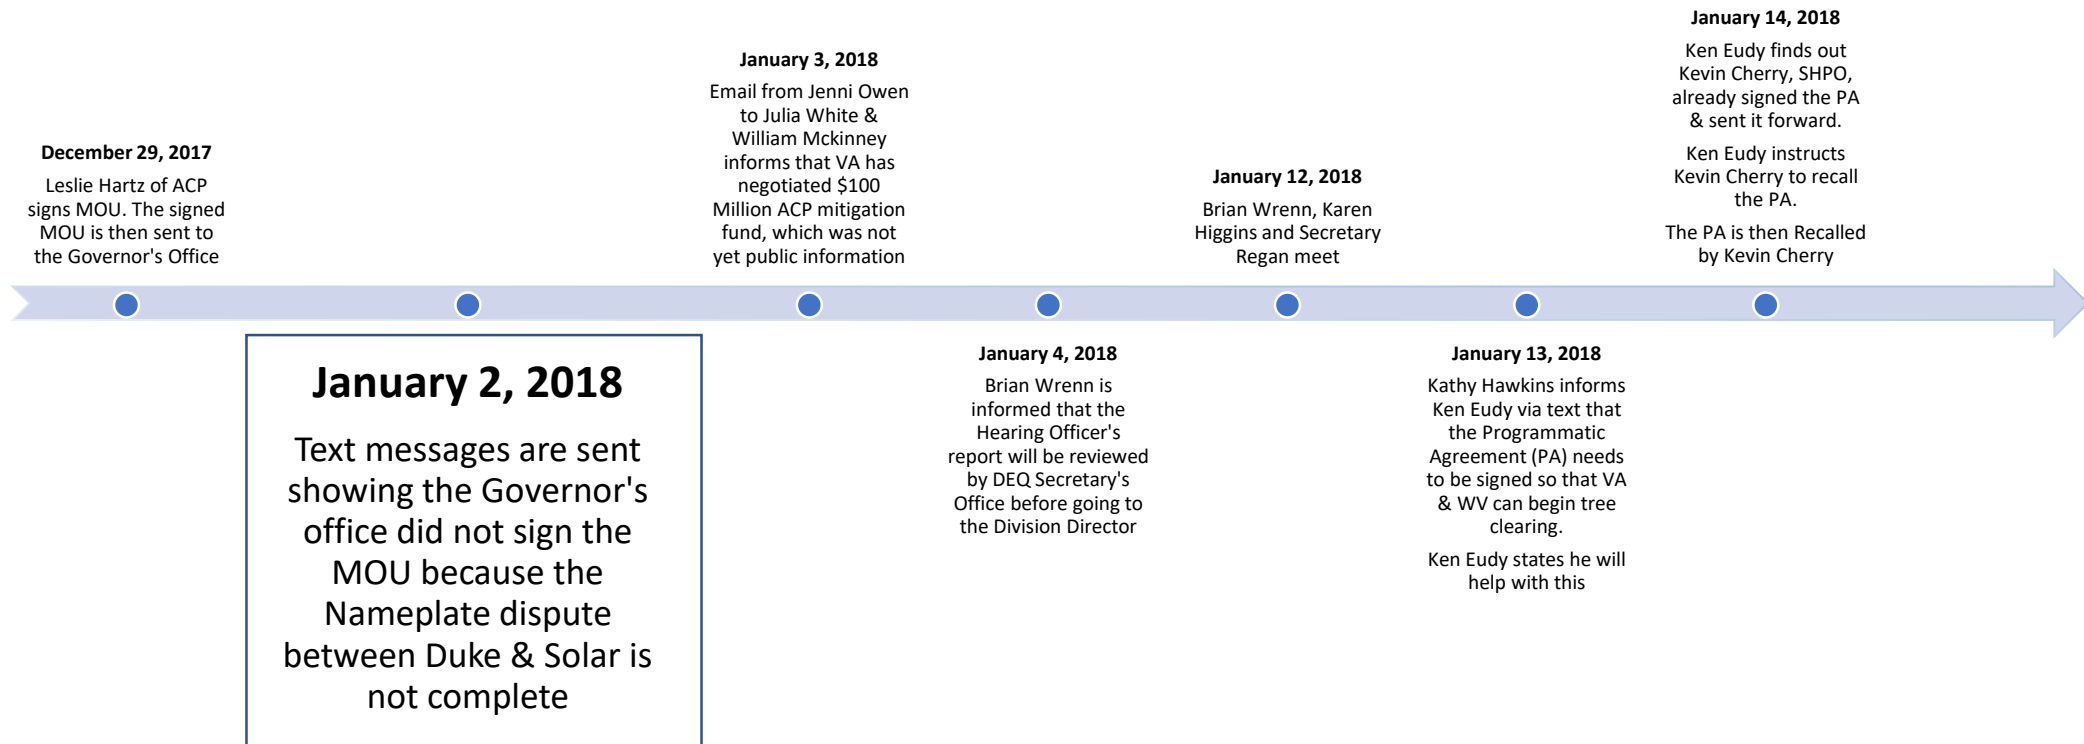 December 29, 2017
Leslie Hartz of ACP
signs MOU. The signed
MOU is then sent to
the Governor's Office
January 2, 2018
Text messages are sent
showing the Governor's
office did not sign the
MOU because the
Nameplate dispute
between Duke & Solar is
not complete
January 3, 2018
Email from Jenni Owen
to Julia White &
William Mckinney
informs that VA has
negotiated $100
Million ACP mitigation
fund, which was not
yet public information
January 4, 2018
Brian Wrenn is
informed that the
Hearing Officer's
report will be reviewed
by DEQ Secretary's
Office before going to
the Division Director
January 12, 2018
Brian Wrenn, Karen
Higgins and Secretary
Regan meet
January 13, 2018
Kathy Hawkins informs
Ken Eudy via text that
the Programmatic
Agreement (PA) needs
to be signed so that VA
& WV can begin tree
clearing.
Ken Eudy states he will
help with this
January 14, 2018
Ken Eudy finds out
Kevin Cherry, SHPO,
already signed the PA
& sent it forward.
Ken Eudy instructs
Kevin Cherry to recall
the PA.
The PA is then Recalled
by Kevin Cherry